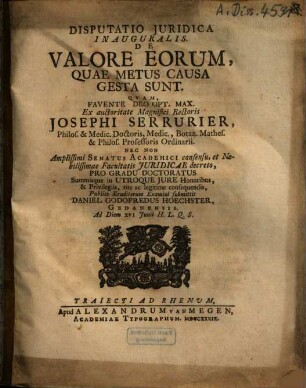 A. Diss. 453
DISPUTATIO JURIDICA
INAUGURALIS.
DE
VALORE EORUM,
QUAE METUS CAUSA
GESTA SUNT.
QUAM,
FAVENTE DEO OPT. MAX.
Ex auctoritate Magnifici Rectoris
JOSEPHI SERRURIER,
Philos. & Medic. Doctoris, Medic., Botan. Mathes.
& Philos. Professoris Ordinarii.
NEC NON
Amplissimi SENATUS ACADEMICI consensu, et No-
bilissimae Facultatis JURIDICAE decreto,
PRO GRADU DOCTORATUS
Summisque in UTROQUE JURE Honoribus,
& Privilegiis, rite ac legitime consequendis,
Publico Eruditorum Examini submittit
DANIEL GODOFREDUS HOECHSTER,
GEDANENSIS.
Ad Diem XVI Junii H. L. Q. S.
TRAIECTI AD RHENUM,
Apud ALEXANDRUM VAN MEGEN,
ACADEMIAE TYPOGRAPHUM.